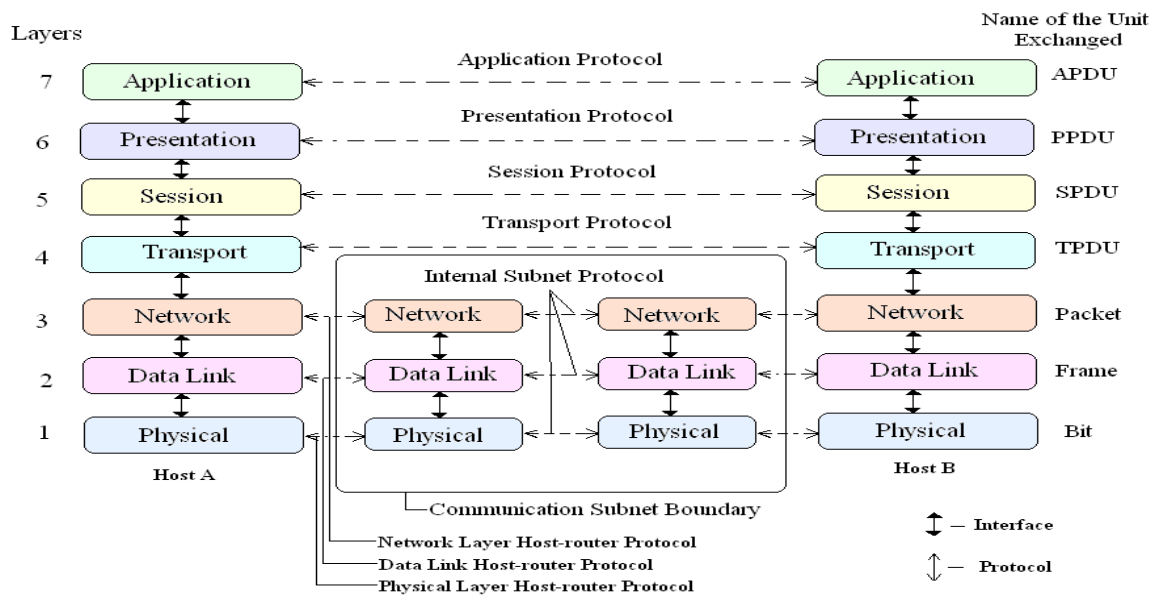 Layers
Name of the Unit
Exchanged
Application Protocol
7
Application
Application
APDU
Presentation Protocol
6
Presentation
Presentation
PPDU
Session Protocol
5
Session
Session
SPDU
Transport Protocol
4
Transport
Transport
TPDU
Internal Subnet Protocol
3
Network
Network
Network
Network
Packet
2
Data Link
Data Link
Data Link
Data Link
Frame
1
Physical
Physical
Physical
Physical
Bit
Host A
Host B
Communication Subnet Boundary
Interface
Network Layer Host-router Protocol
Data Link Host-router Protocol
Protocol
Physical Layer Host-router Protocol